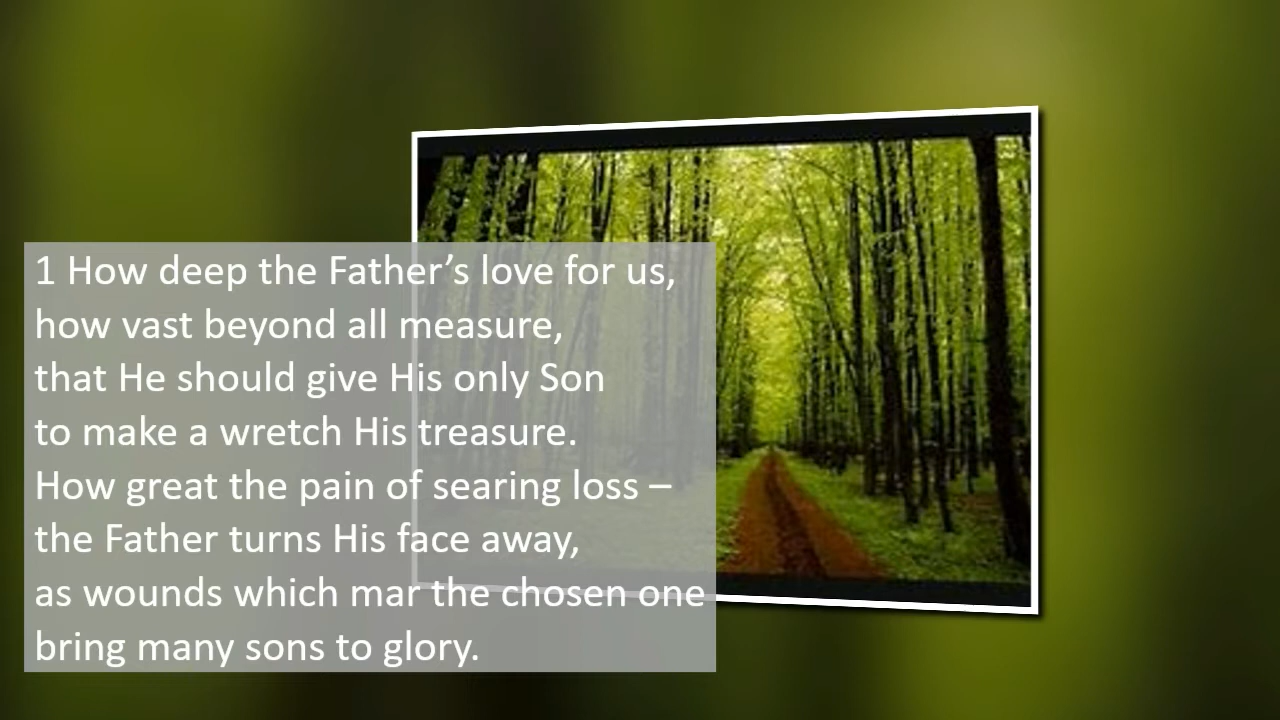 1 How deep the Father’s love for us,
how vast beyond all measure,
that He should give His only Son
to make a wretch His treasure.
How great the pain of searing loss –
the Father turns His face away,
as wounds which mar the chosen one
bring many sons to glory.